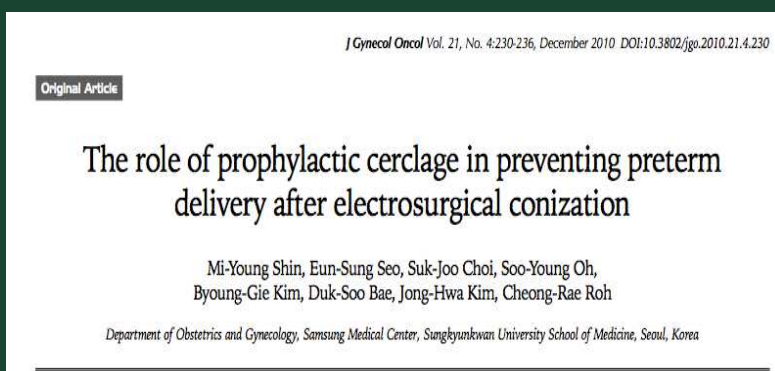 J Gynecol Oncol Vol. 21, No. 4:230-236, December 2010 DOI:10.3802/jgo.2010.21.4.230
Original Article
The role of prophylactic cerclage in preventing preterm
delivery after electrosurgical conization
Mi-Young Shin, Eun-Sung Seo, Suk-Joo Choi, Soo-Young Oh,
Byoung-Gie Kim, Duk-Soo Bae, Jong-Hwa Kim, Cheong-Rae Roh
Department of Obstetrics and Gynecology, Samsung Medical Center, Sungkyunkwan University School of Medicine, Seoul, Korea